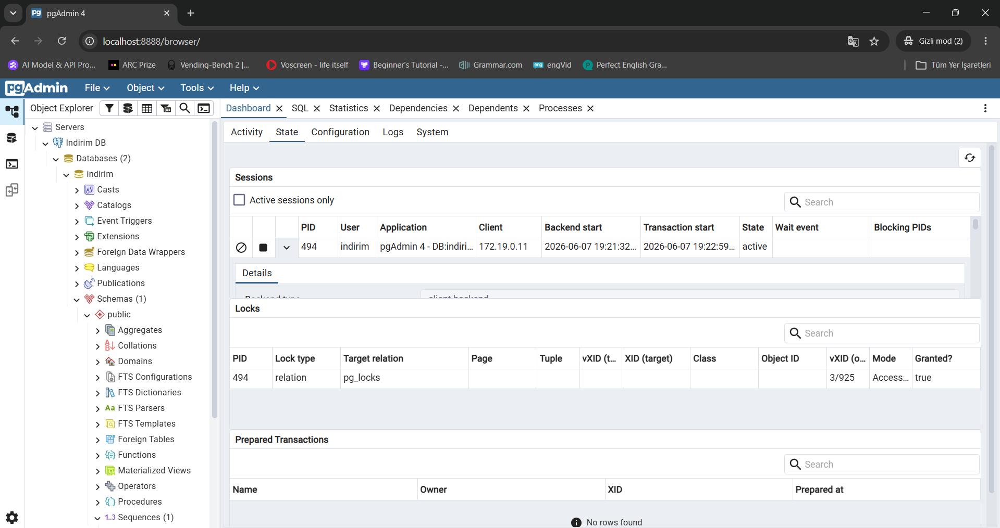 pgAdmin 4
localhost:8888/browser/
Gizli mod (2)
AI Model & API Pro...
ARC Prize
Vending-Bench 2 |...
Voscreen - life itself
Beginner's Tutorial -...
Grammar.com
engVid
Perfect English Gra...
Tüm Yer İşaretleri
pgAdmin
File
Object
Tools
Help
Object Explorer
Dashboard
SQL
Statistics
Dependencies
Dependents
Processes
Servers
Indirim DB
Databases (2)
indirim
Casts
Catalogs
Event Triggers
Extensions
Foreign Data Wrappers
Languages
Publications
Schemas (1)
public
Aggregates
Collations
Domains
FTS Configurations
FTS Dictionaries
Aa FTS Parsers
FTS Templates
Foreign Tables
Functions
Materialized Views
Operators
Procedures
1..3 Sequences (1)
Activity
State
Configuration
Logs
System
Sessions
Active sessions only
Search
PID User Application Client Backend start Transaction start State Wait event Blocking PIDs
494 indirim pgAdmin 4 - DB:indiri... 172.19.0.11 2026-06-07 19:21:32... 2026-06-07 19:22:59... active
Details
Backend type client backend
Locks
Search
PID Lock type Target relation Page Tuple vXID (t... XID (target) Class Object ID vXID (o... Mode Granted?
494 relation pg_locks 3/925 Access... true
Prepared Transactions
Search
Name Owner XID Prepared at
No rows found